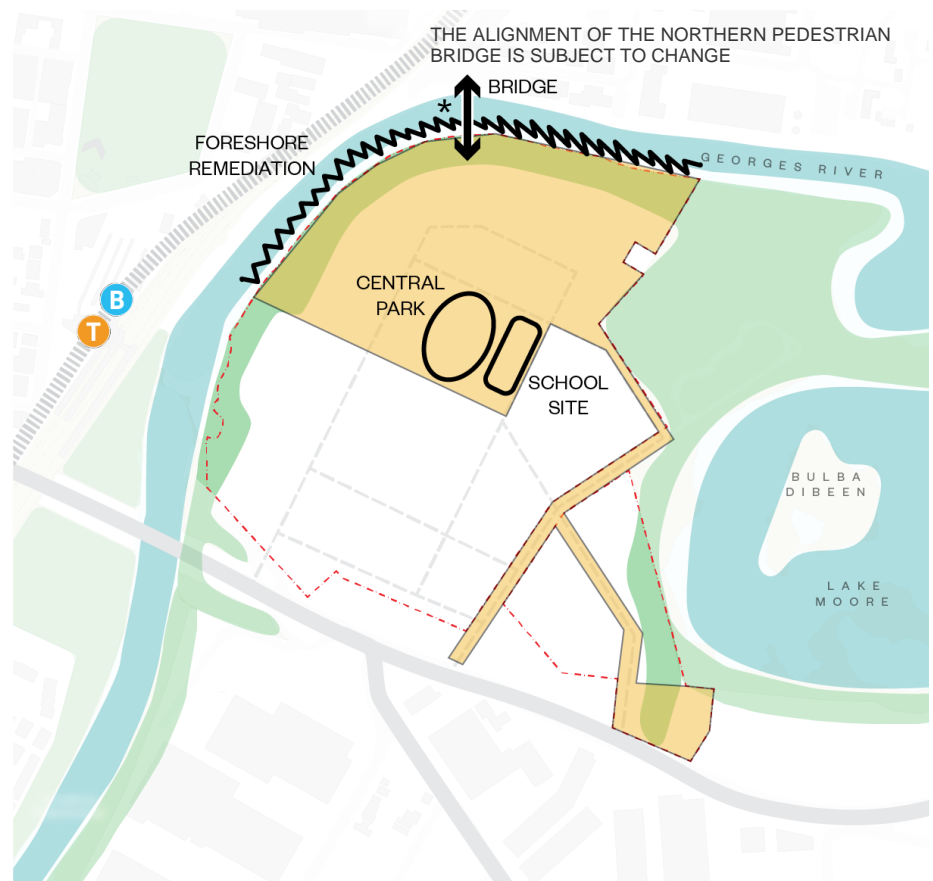 THE ALIGNMENT OF THE NORTHERN PEDESTRIAN
BRIDGE IS SUBJECT TO CHANGE
BRIDGE
*
FORESHORE
REMEDIATION
GEORGES RIVER
CENTRAL
PARK
B
T
SCHOOL
SITE
BULBA
DIBEEN
LAKE
MOORE